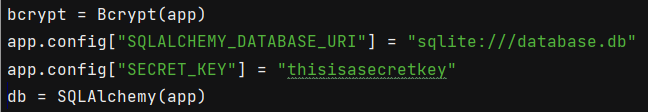 bcrypt = Bcrypt(app)
app.config["SQLALCHEMY_DATABASE_URI"] = "sqlite:///database.db"
app.config["SECRET_KEY"] = "thisisasecretkey"
db = SQLAlchemy(app)